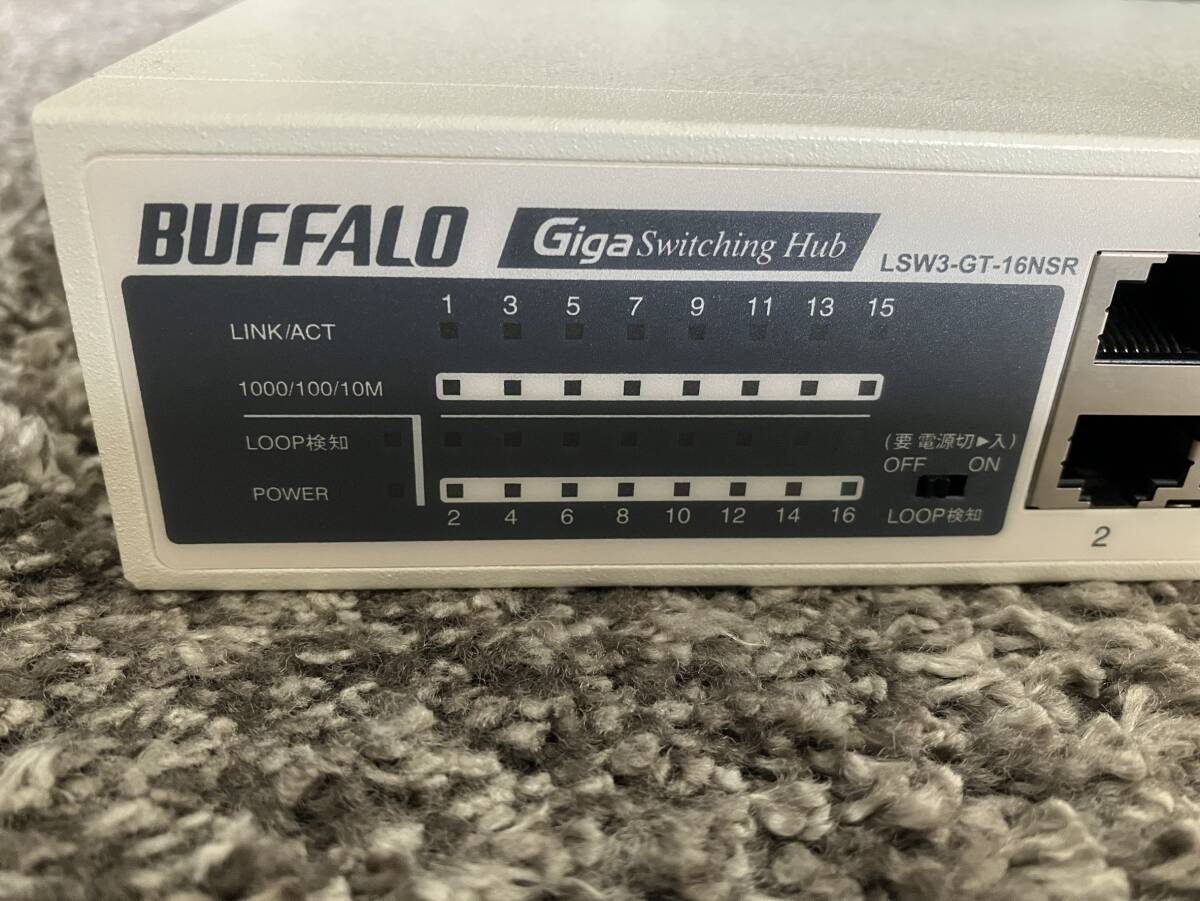 BUFFALO Giga Switching Hub LSW3-GT-16NSR
1 3 5 7 9 11 13 15
LINK/ACT
1000/100/10M
LOOP検知
(要 電源切▶入)
OFF ON
POWER
LOOP検知
2 4 6 8 10 12 14 16
2